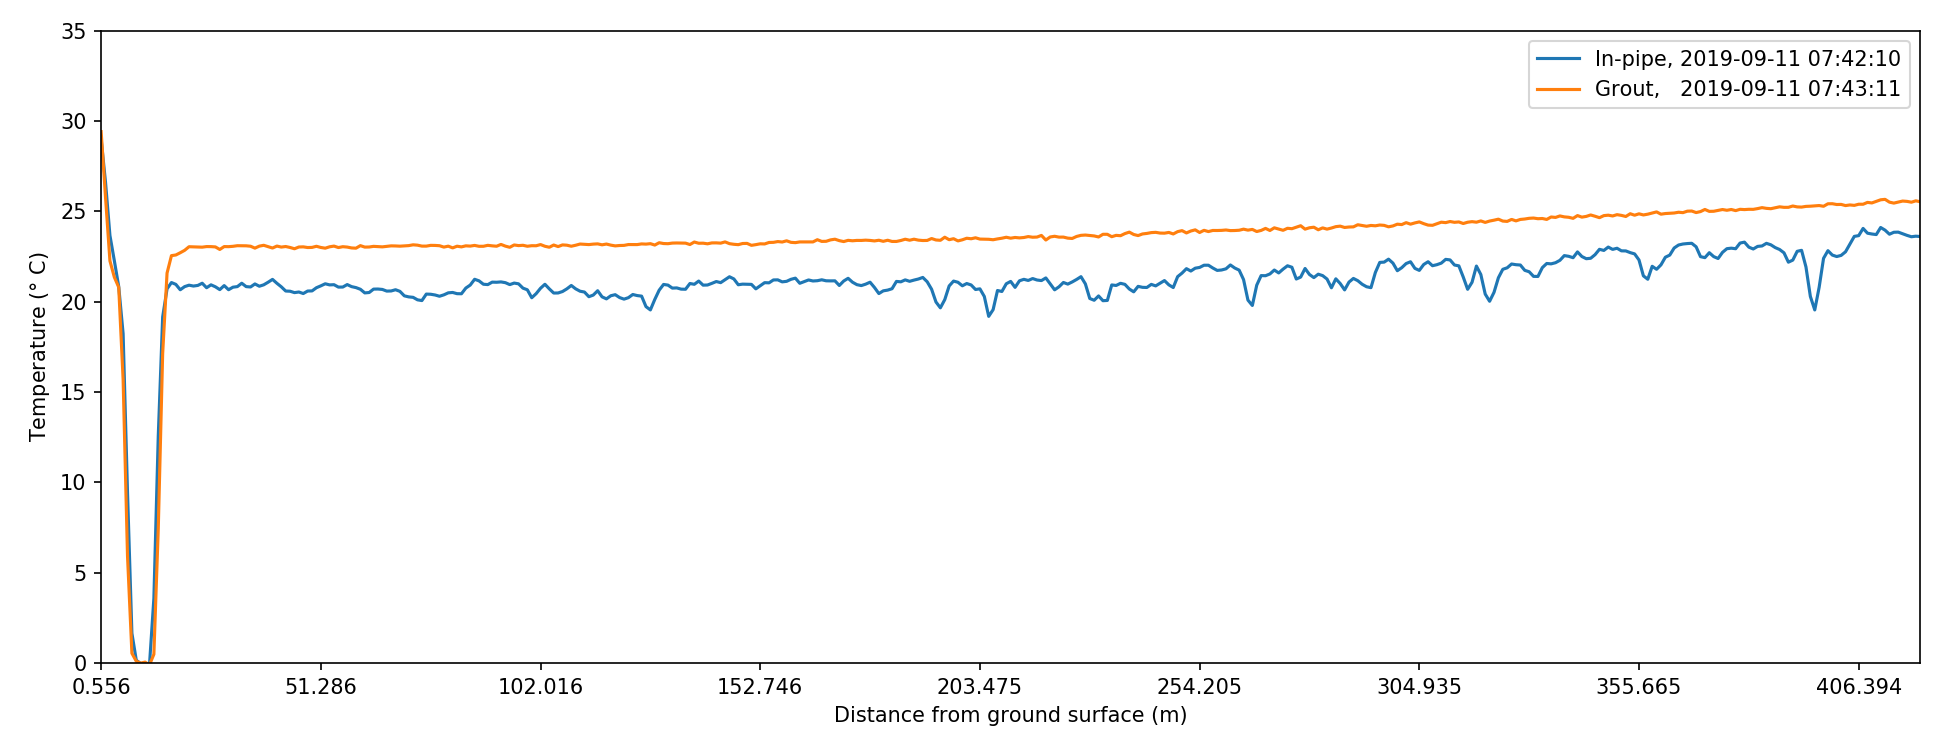 35
30
25
20
15
10
5
0
Temperature (° C)
In-pipe, 2019-09-11 07:42:10
Grout, 2019-09-11 07:43:11
0.556 51.286 102.016 152.746 203.475 254.205 304.935 355.665 406.394
Distance from ground surface (m)